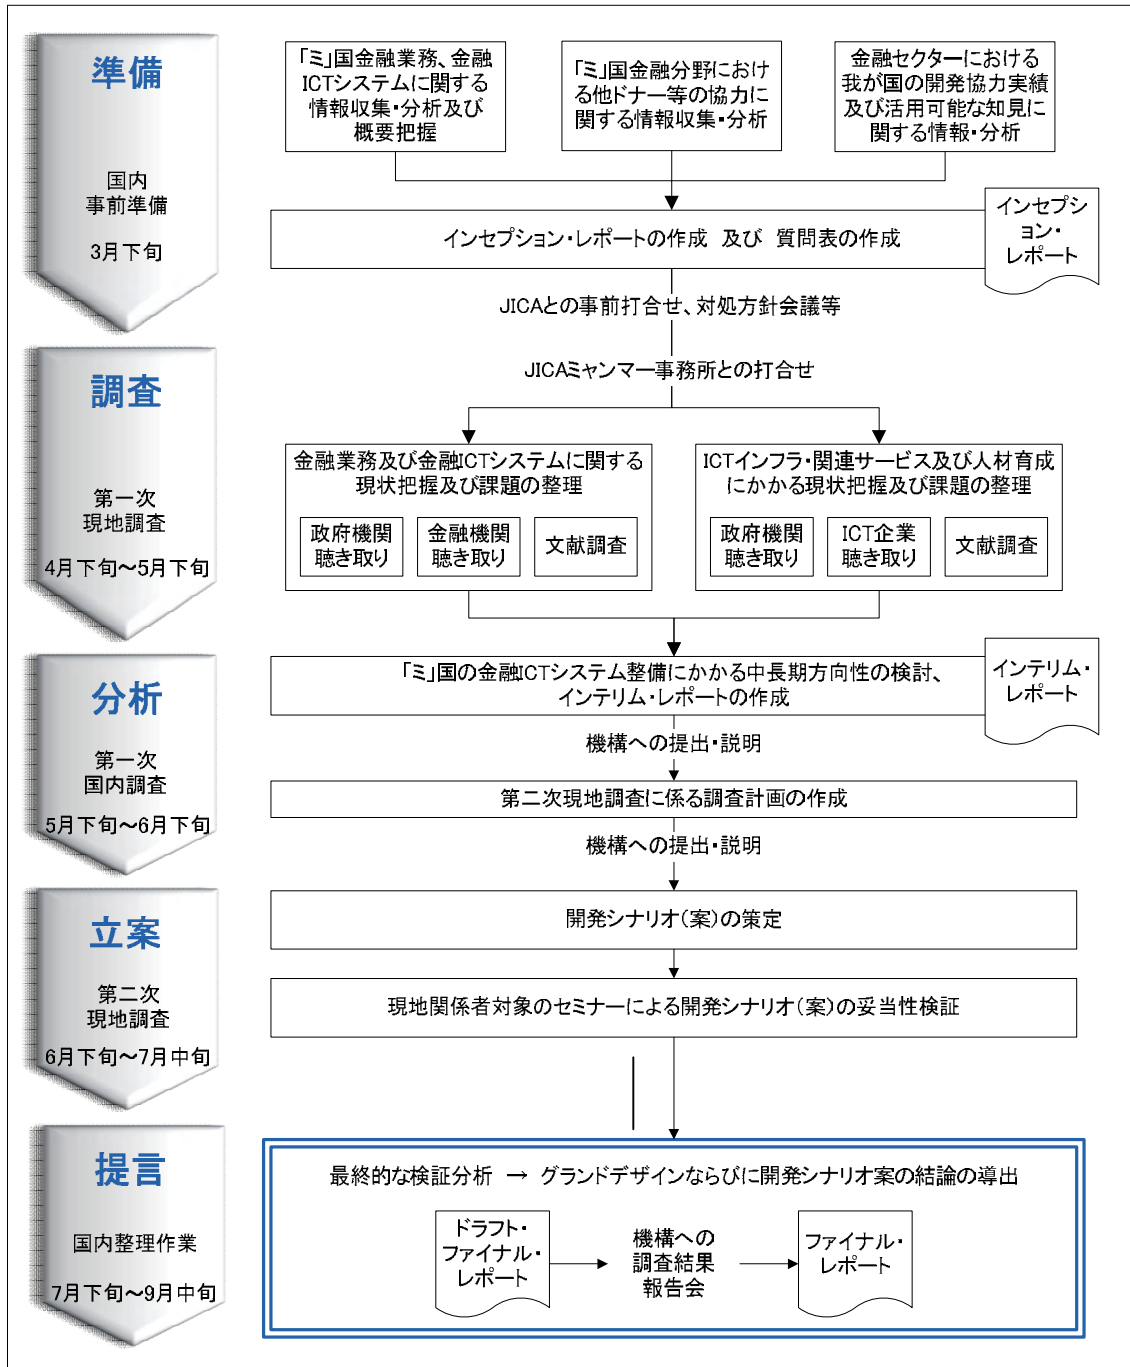 準備
国内
事前準備
3月下旬
「ミ」国金融業務、金融
ICTシステムに関する
情報収集・分析及び
概要把握
「ミ」国金融分野におけ
る他ドナー等の協力に
関する情報収集・分析
金融セクターにおける
我が国の開発協力実績
及び活用可能な知見に
関する情報・分析
インセプション・レポートの作成 及び 質問表の作成
インセプシ
ョン・
レポート
JICAとの事前打合せ、対処方針会議等
JICAミャンマー事務所との打合せ
調査
第一次
現地調査
4月下旬～5月下旬
金融業務及び金融ICTシステムに関する
現状把握及び課題の整理
政府機関
聴き取り
金融機関
聴き取り
文献調査
ICTインフラ・関連サービス及び人材育成
にかかる現状把握及び課題の整理
政府機関
聴き取り
ICT企業
聴き取り
文献調査
分析
第一次
国内調査
5月下旬～6月下旬
「ミ」国の金融ICTシステム整備にかかる中長期方向性の検討、
インテリム・レポートの作成
インテリム・
レポート
機構への提出・説明
第二次現地調査に係る調査計画の作成
機構への提出・説明
立案
第二次
現地調査
6月下旬～7月中旬
開発シナリオ（案）の策定
現地関係者対象のセミナーによる開発シナリオ（案）の妥当性検証
提言
国内整理作業
7月下旬～9月中旬
最終的な検証分析 → グランドデザインならびに開発シナリオ案の結論の導出
ドラフト・
ファイナル・
レポート
機構への
調査結果
報告会
ファイナル・
レポート